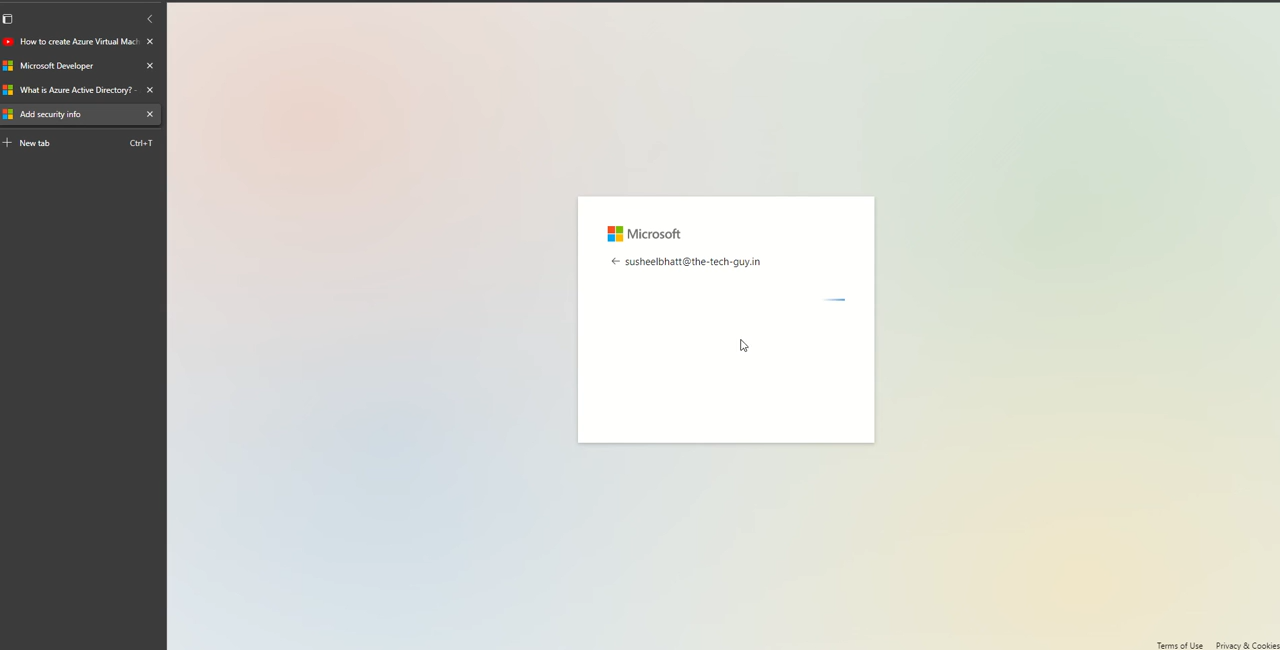 How to create Azure Virtual Mach
Microsoft Developer
What is Azure Active Directory? -
Add security info
New tab Ctrl+T
Microsoft
← susheelbhatt@the-tech-guy.in
Terms of Use Privacy & Cookies